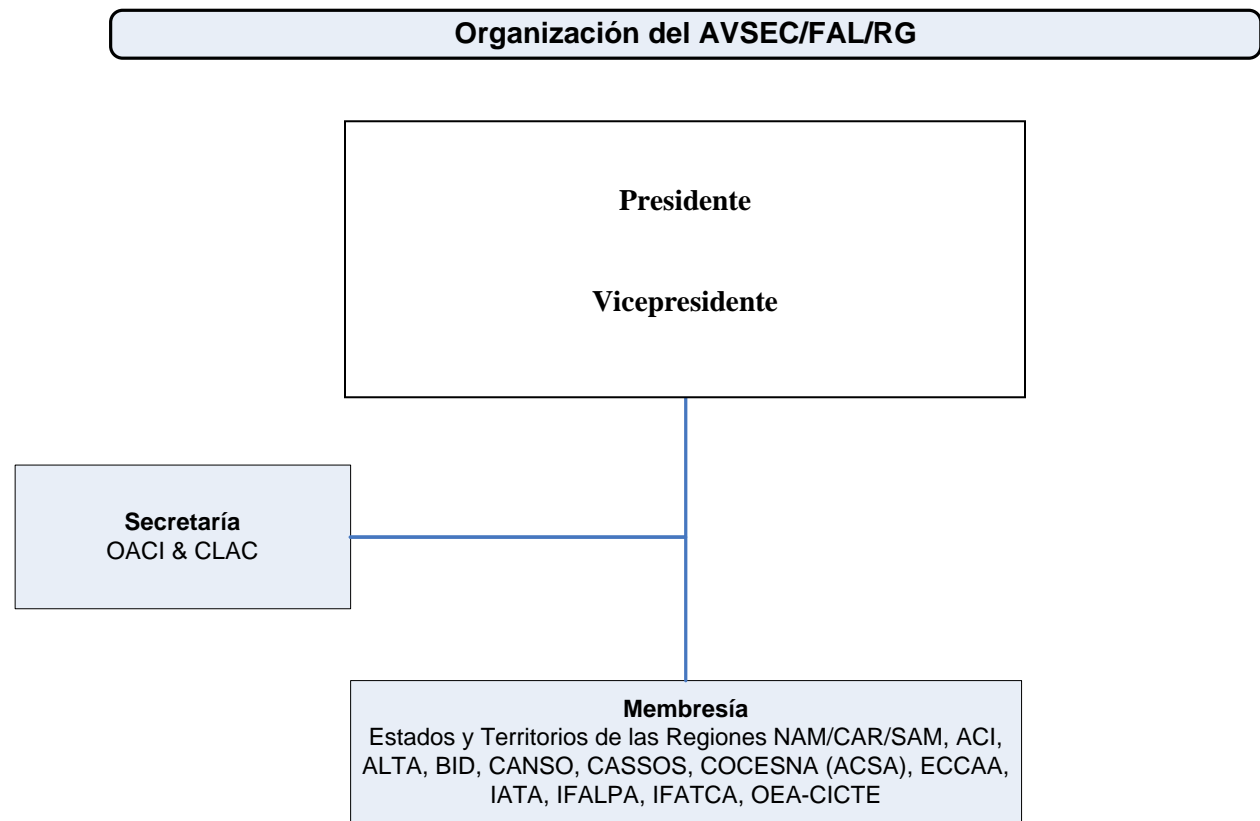 Organización del AVSEC/FAL/RG
Presidente
Vicepresidente
Secretaría
OACI & CLAC
Membresía
Estados y Territorios de las Regiones NAM/CAR/SAM, ACI,
ALTA, BID, CANSO, CASSOS, COCESNA (ACSA), ECCAA,
IATA, IFALPA, IFATCA, OEA-CICTE